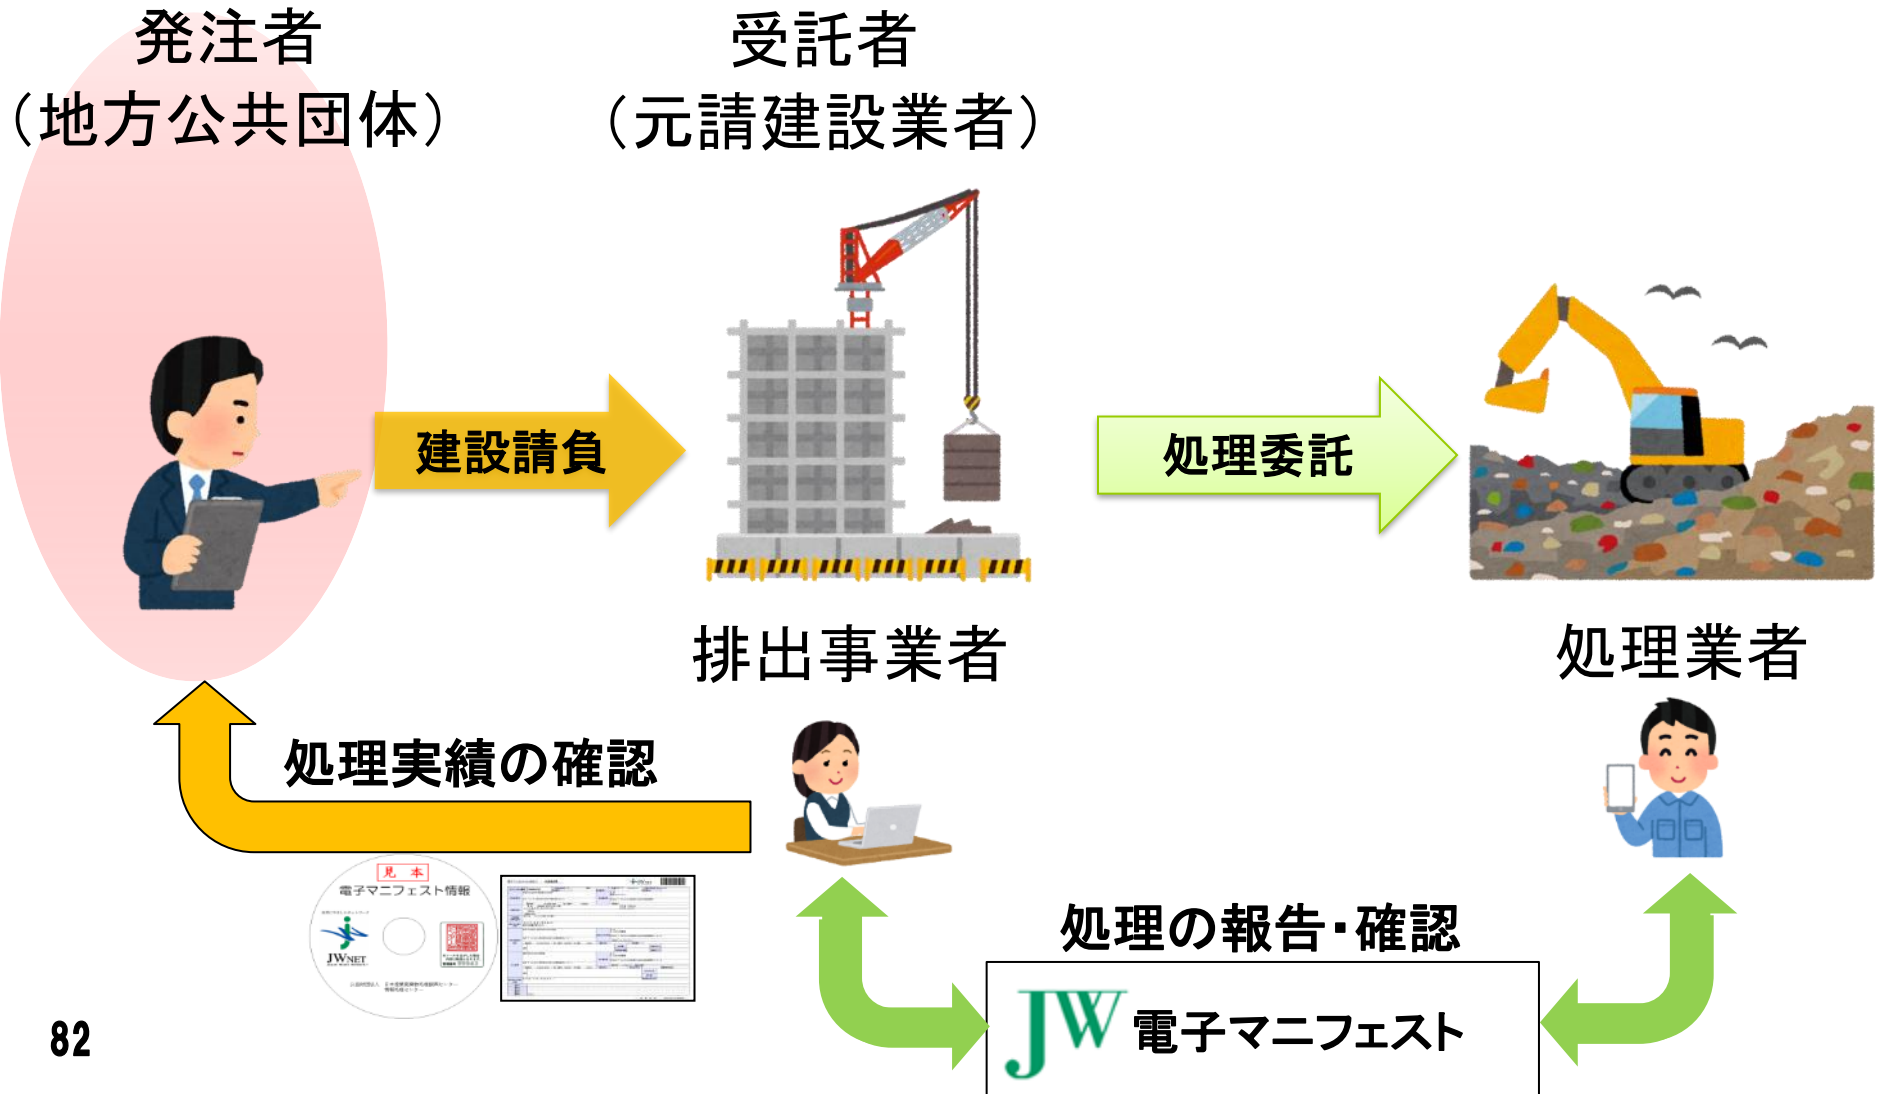 発注者
（地方公共団体）
受託者
（元請建設業者）
建設請負
処理委託
排出事業者
処理業者
処理実績の確認
見 本
電子マニフェスト情報
JWNET
処理の報告・確認
JW 電子マニフェスト
82